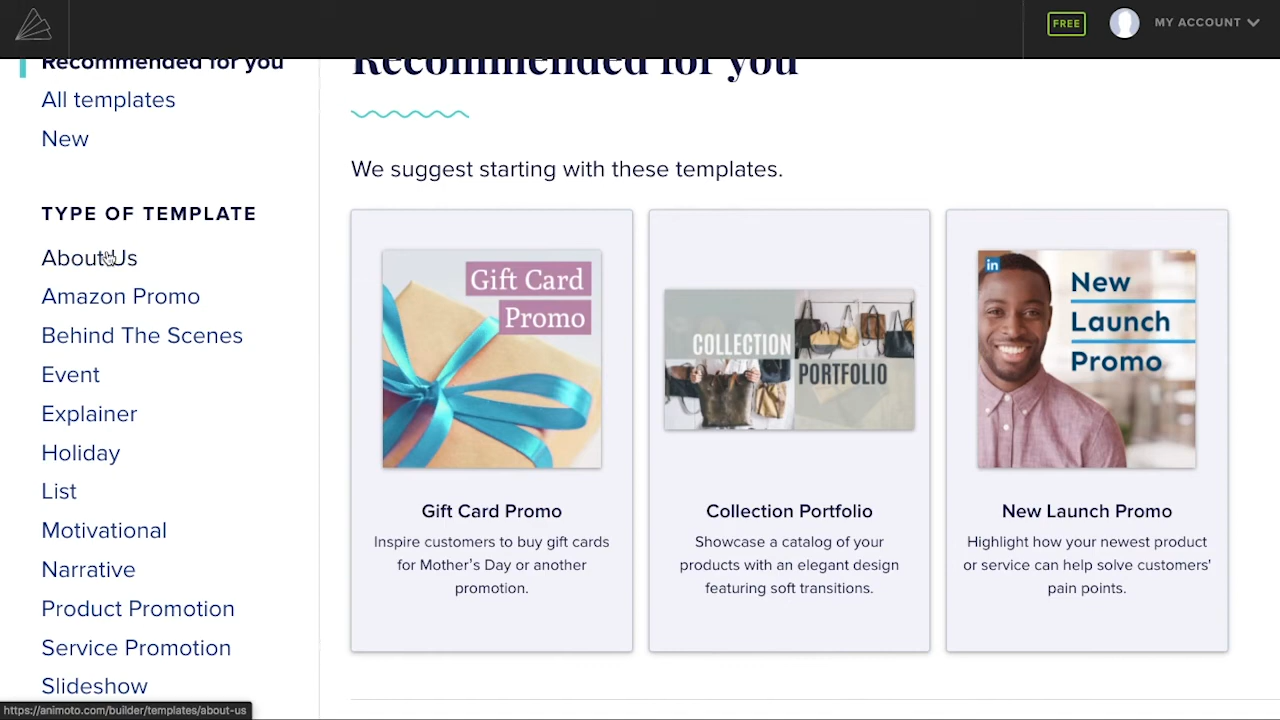 FREE
MY ACCOUNT
Recommended for you
All templates
New
TYPE OF TEMPLATE
About Us
Amazon Promo
Behind The Scenes
Event
Explainer
Holiday
List
Motivational
Narrative
Product Promotion
Service Promotion
Slideshow
Recommended for you
We suggest starting with these templates.
Gift Card
Promo
Gift Card Promo
Inspire customers to buy gift cards
for Mother's Day or another
promotion.
COLLECTION
PORTFOLIO
Collection Portfolio
Showcase a catalog of your
products with an elegant design
featuring soft transitions.
in
New
Launch
Promo
New Launch Promo
Highlight how your newest product
or service can help solve customers'
pain points.
https://animoto.com/builder/templates/about-us